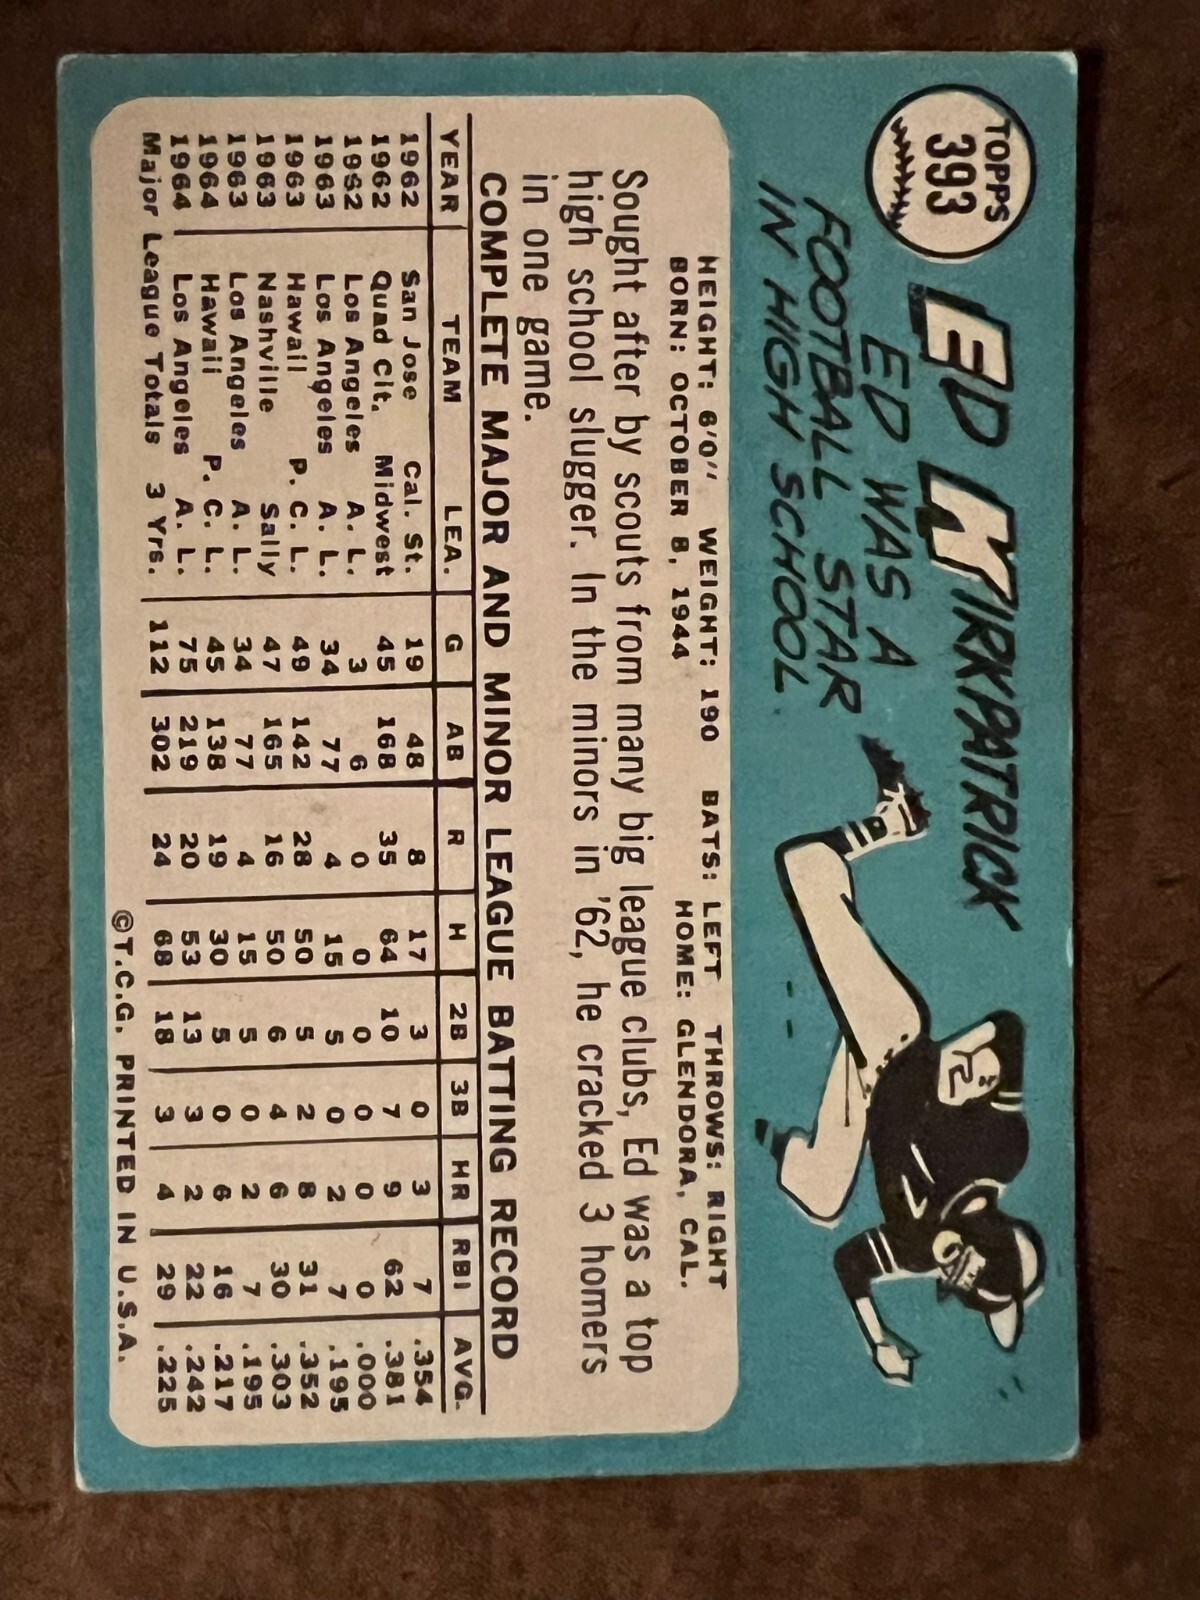 TOPPS
393
ED KIRKPATRICK
ED WAS A
FOOTBALL STAR
IN HIGH SCHOOL.
HEIGHT: 6'0" WEIGHT: 190 BATS: LEFT THROWS: RIGHT
BORN: OCTOBER 8, 1944 HOME: GLENDORA, CAL.
Sought after by scouts from many big league clubs, Ed was a top
high school slugger. In the minors in '62, he cracked 3 homers
in one game.
COMPLETE MAJOR AND MINOR LEAGUE BATTING RECORD
YEAR TEAM LEA. G AB R H 2B 3B HR RBI AVG.
1962 San Jose Cal. St. 19 48 8 17 3 0 3 7 .354
1962 Quad Cit. Midwest 45 168 35 64 10 7 9 62 .381
1962 Los Angeles A. L. 3 6 0 0 0 0 0 0 .000
1963 Los Angeles A. L. 34 77 4 15 5 0 2 7 .195
1963 Hawaii P. C. L. 49 142 28 50 5 2 8 31 .352
1963 Nashville Sally 47 165 16 50 6 4 6 30 .303
1963 Los Angeles A. L. 34 77 4 15 5 0 2 7 .195
1964 Hawaii P. C. L. 45 138 19 30 5 0 6 16 .217
1964 Los Angeles A. L. 75 219 20 53 13 3 2 22 .242
Major League Totals 3 Yrs. 112 302 24 68 18 3 4 29 .225
©T.C.G. PRINTED IN U.S.A.